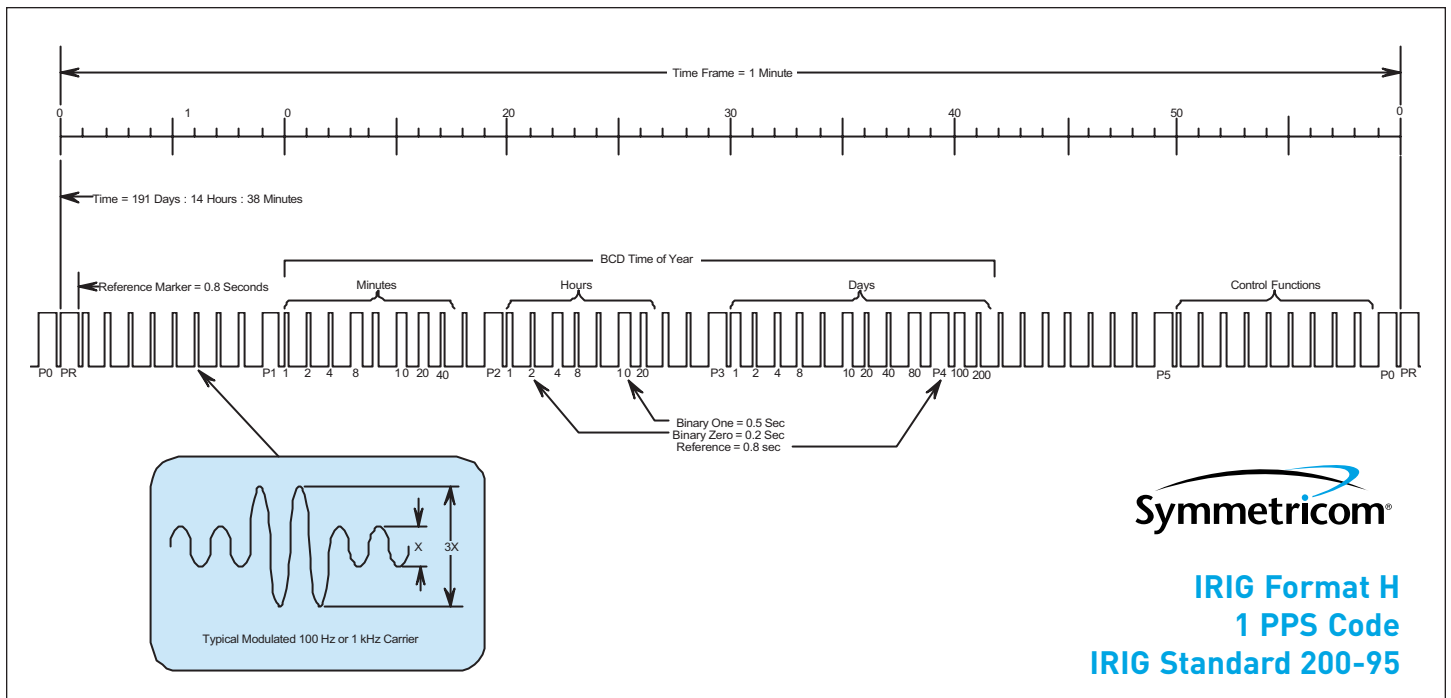 Time Frame = 1 Minute
0 1 0 20 30 40 50 0
Time = 191 Days : 14 Hours : 38 Minutes
BCD Time of Year
Reference Marker = 0.8 Seconds
Minutes Hours Days Control Functions
P0 PR P1 1 2 4 8 10 20 40 P2 1 2 4 8 10 20 P3 1 2 4 8 10 20 40 80 P4 100 200 P5 P0 PR
Binary One = 0.5 Sec
Binary Zero = 0.2 Sec
Reference = 0.8 sec
X 3X
Typical Modulated 100 Hz or 1 kHz Carrier
Symmetricom®
IRIG Format H
1 PPS Code
IRIG Standard 200-95